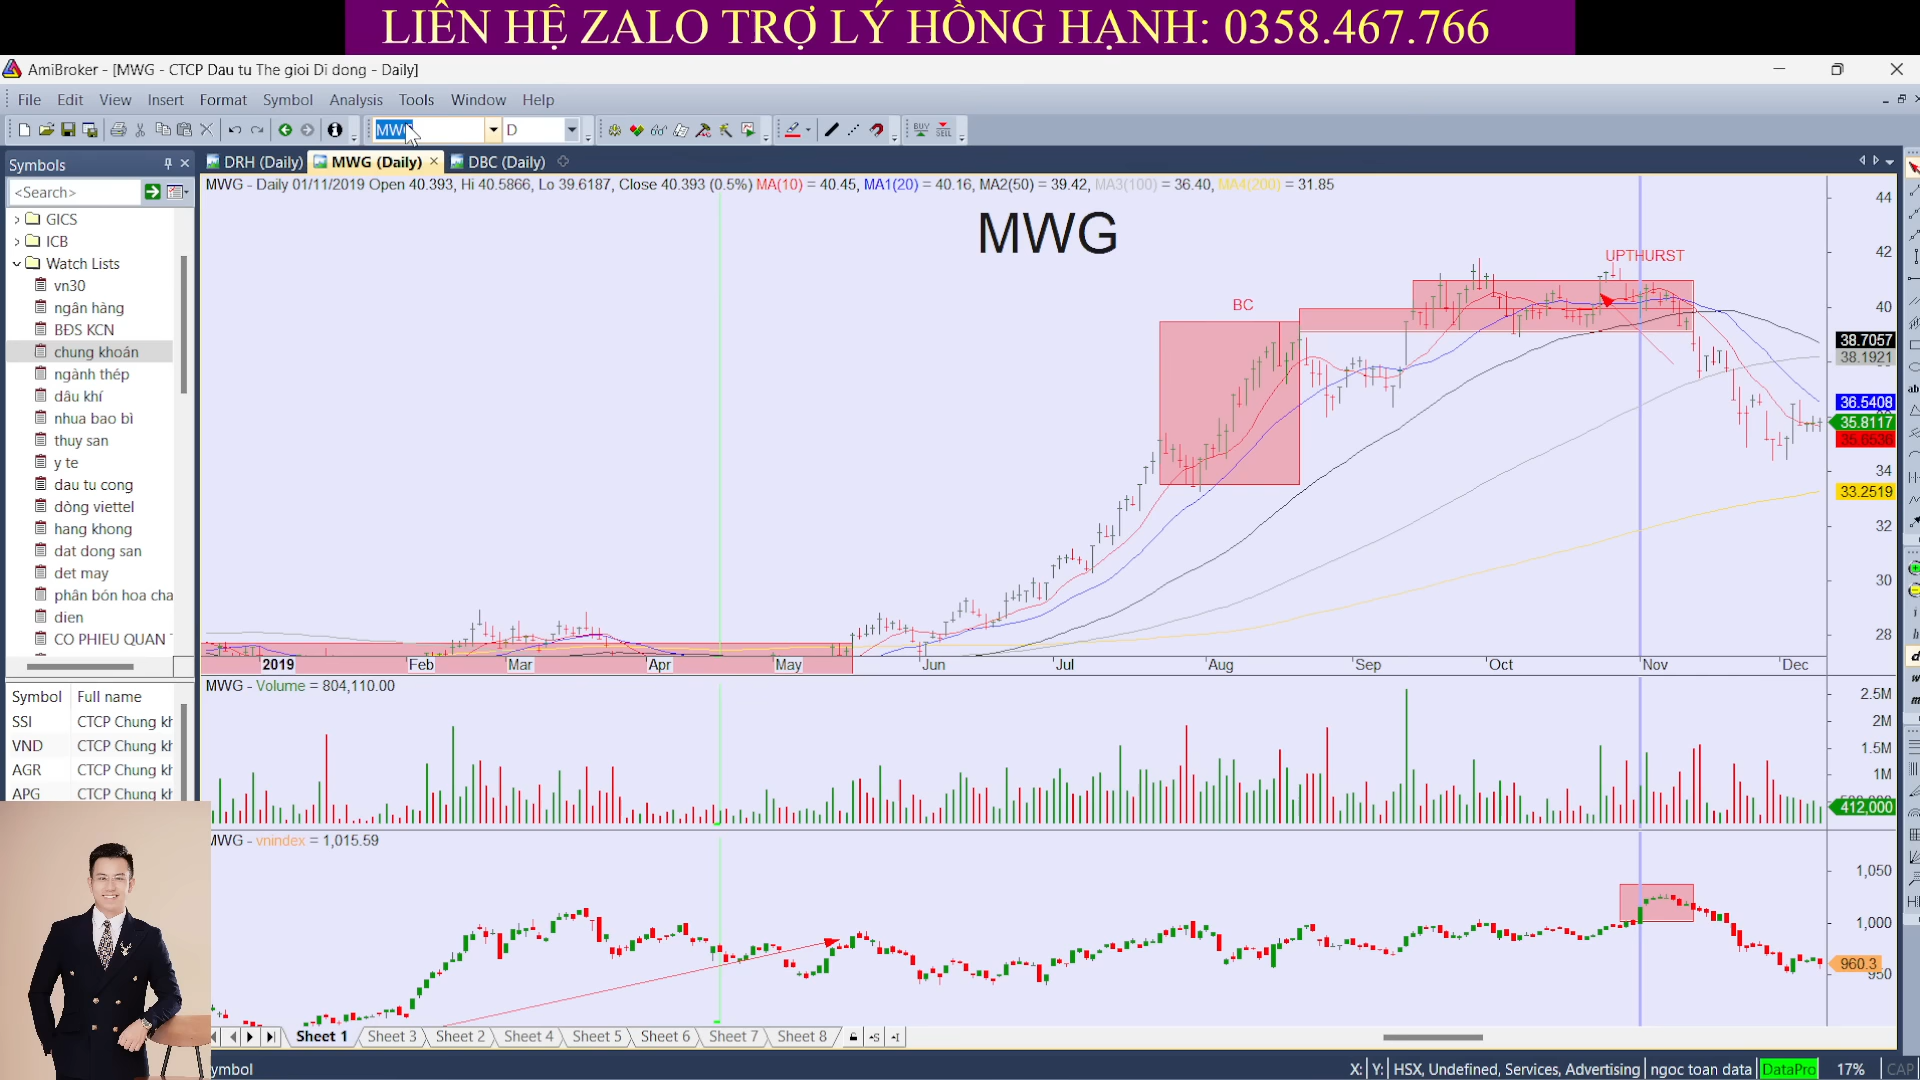 LIÊN HỆ ZALO TRỢ LÝ HỒNG HẠNH: 0358.467.766
AmiBroker - [MWG - CTCP Dau tu The gioi Di dong - Daily]
File Edit View Insert Format Symbol Analysis Tools Window Help
MWG D BUY SELL
Symbols
DRH (Daily) MWG (Daily) DBC (Daily)
<Search>
MWG - Daily 01/11/2019 Open 40.393, Hi 40.5866, Lo 39.6187, Close 40.393 (0.5%) MA(10) = 40.45, MA1(20) = 40.16, MA2(50) = 39.42, MA3(100) = 36.40, MA4(200) = 31.85
MWG
GICS
ICB
Watch Lists
vn30
ngân hàng
BĐS KCN
chung khoán
ngành thép
dâu khí
nhua bao bì
thuy san
y te
dau tu cong
dòng viettel
hang khong
dat dong san
det may
phân bón hoa cha
dien
CO PHIEU QUAN
BC
UPTHURST
44
42
40
38.7057
38.1921
36.5408
35.8117
35.6536
34
33.2519
32
30
28
2019 Feb Mar Apr May Jun Jul Aug Sep Oct Nov Dec
Symbol Full name
SSI CTCP Chung kh
VND CTCP Chung kh
AGR CTCP Chung kh
APG CTCP Chung kh
MWG - Volume = 804,110.00
2.5M
2M
1.5M
1M
412,000
MWG - vnindex = 1,015.59
1,050
1,000
960.3
950
Sheet 1 Sheet 3 Sheet 2 Sheet 4 Sheet 5 Sheet 6 Sheet 7 Sheet 8
ymbol
X: Y: HSX, Undefined, Services, Advertising ngoc toan data DataPro 17% CAP